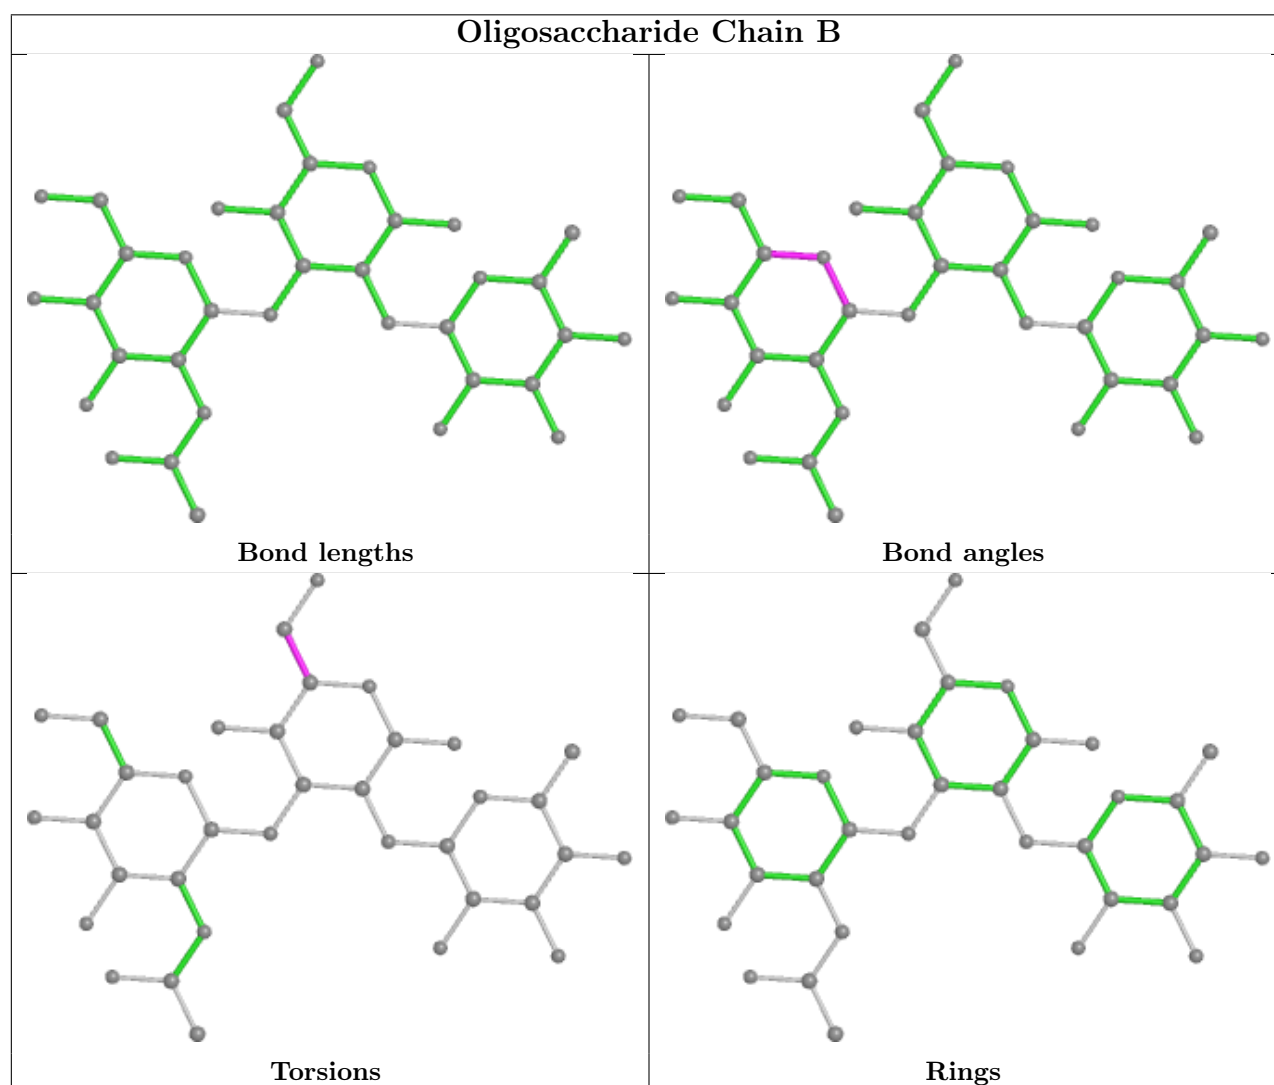 Oligosaccharide Chain B
Bond lengths
Bond angles
Torsions
Rings